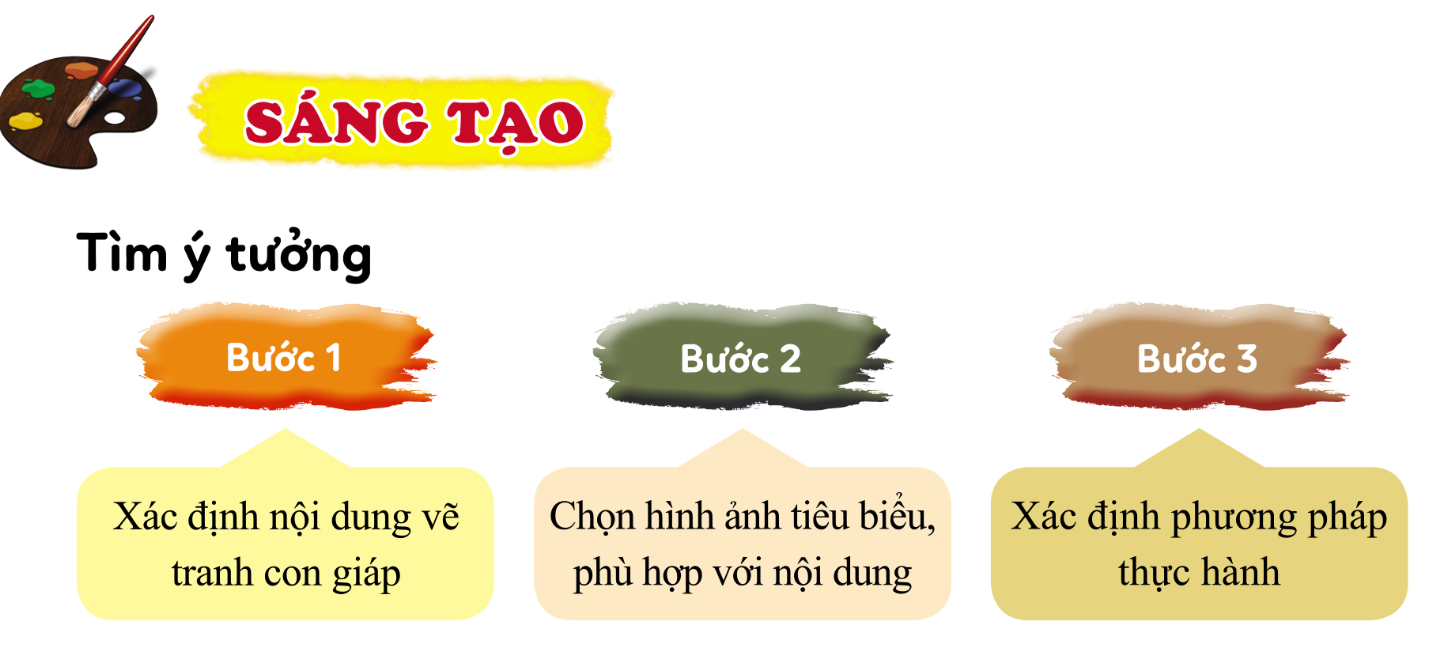 SÁNG TẠO
Tìm ý tưởng
Bước 1
Bước 2
Bước 3
Xác định nội dung vẽ
tranh con giáp
Chọn hình ảnh tiêu biểu,
phù hợp với nội dung
Xác định phương pháp
thực hành